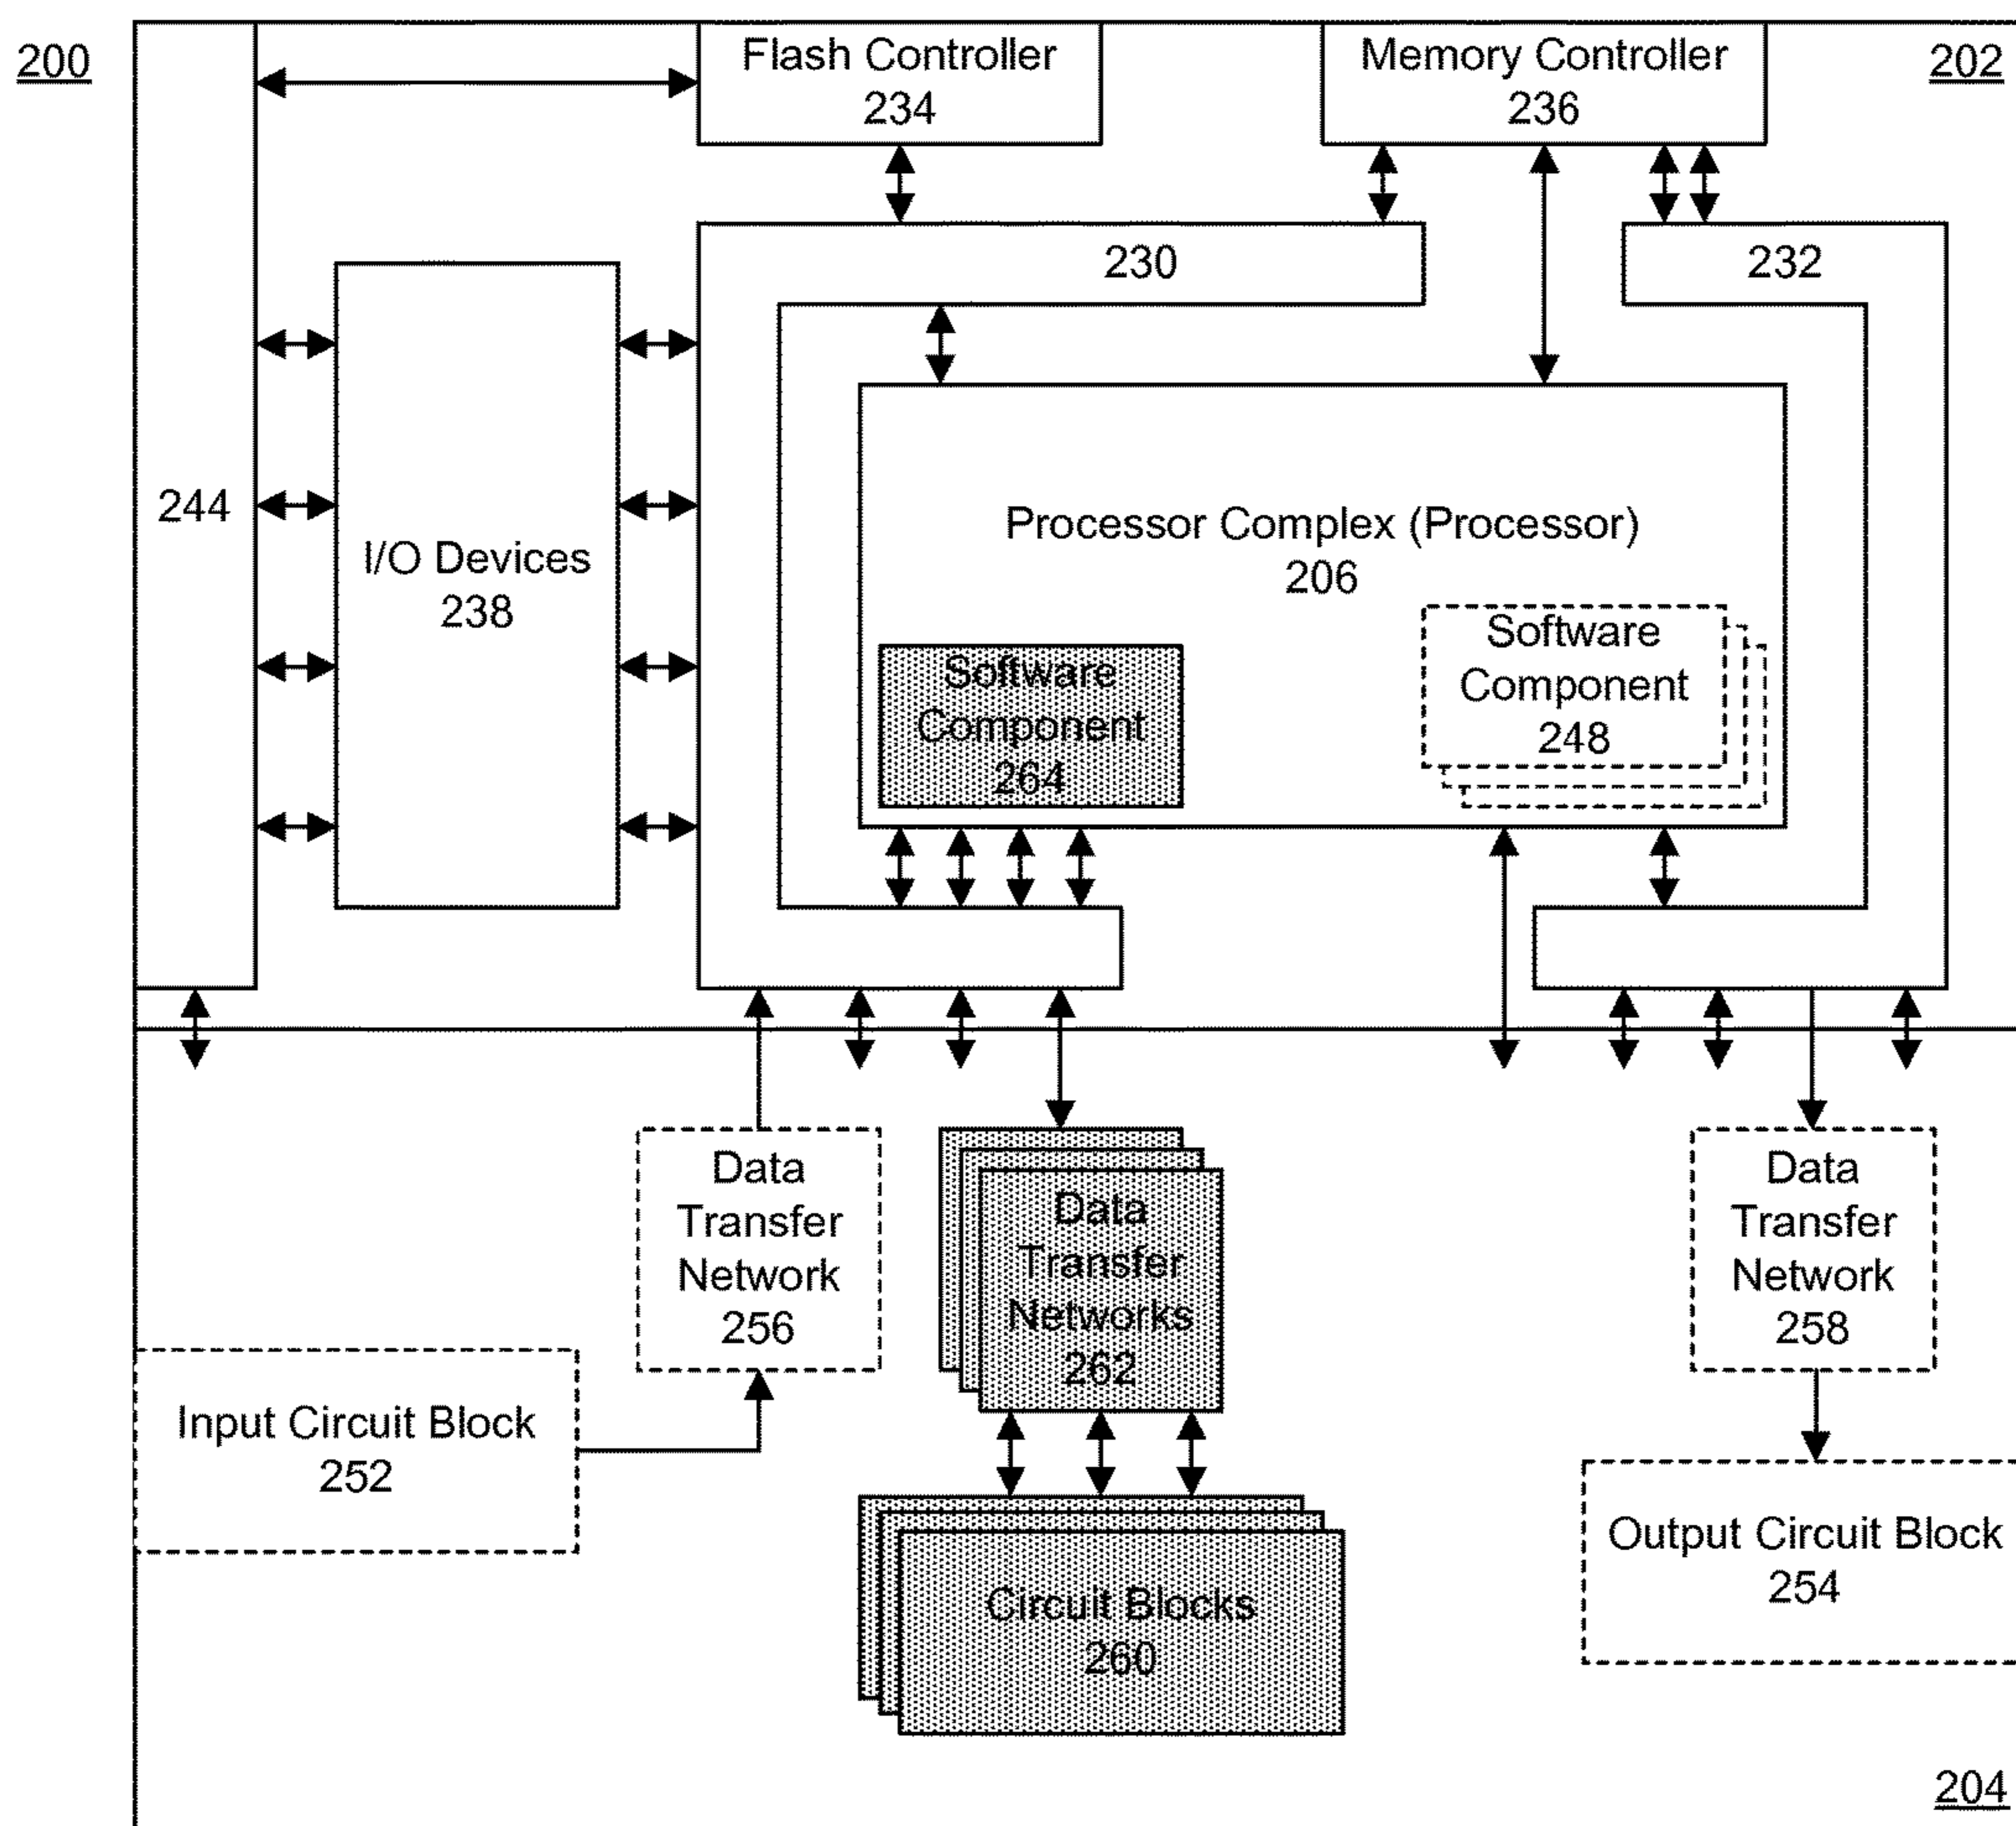 200
Flash Controller
234
Memory Controller
236
202
230
232
244
I/O Devices
238
Processor Complex (Processor)
206
Software
Component
264
Software
Component
248
Data
Transfer
Network
256
Data
Transfer
Networks
262
Data
Transfer
Network
258
Input Circuit Block
252
Output Circuit Block
254
Circuit Blocks
260
204